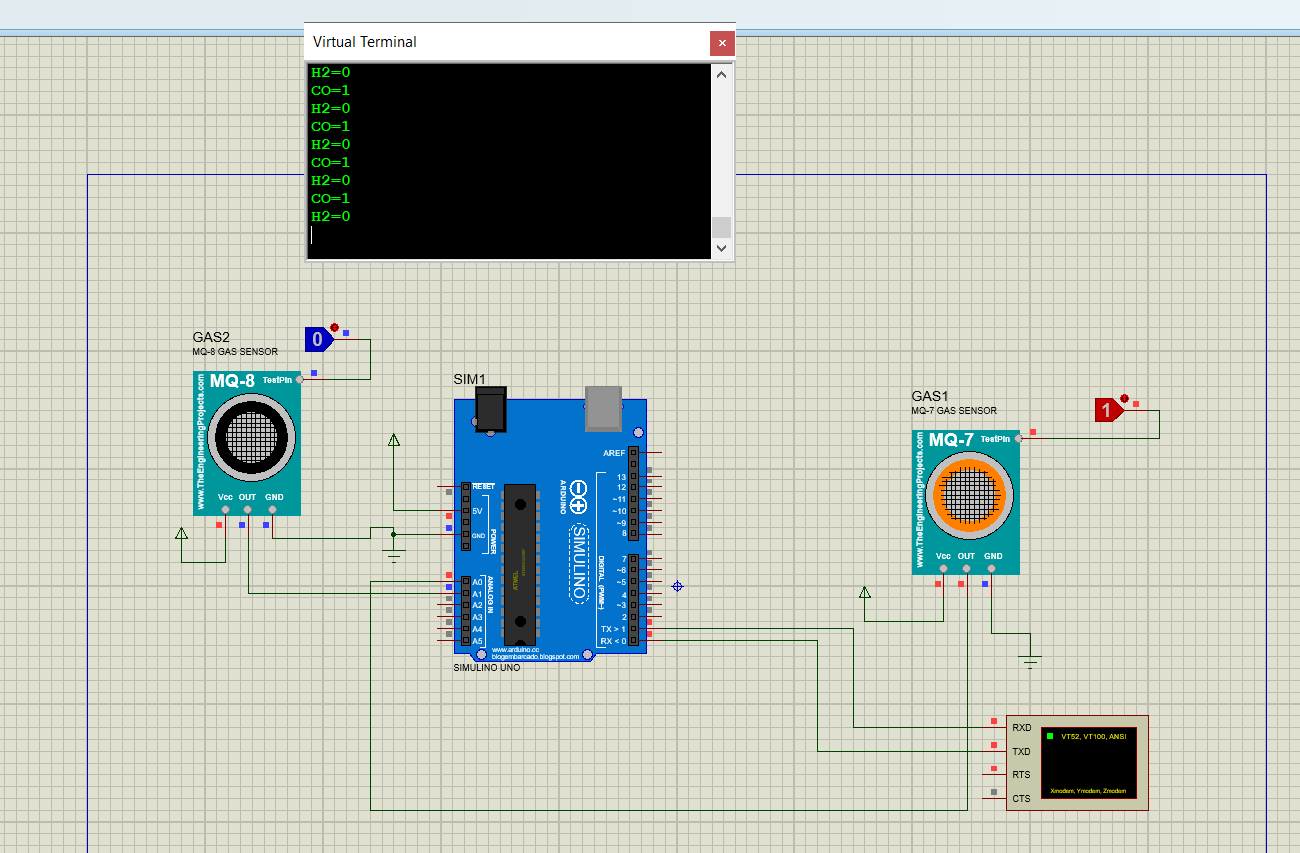 Virtual Terminal
H2=0
CO=1
H2=0
CO=1
H2=0
CO=1
H2=0
CO=1
H2=0
GAS2
MQ-8 GAS SENSOR
0
MQ-8
TestPin
www.TheEngineeringProjects.com
Vcc
OUT
GND
SIM1
AREF
13
12
~11
~10
~9
8
7
~6
~5
4
~3
2
TX > 1
RX < 0
RESET
5V
GND
POWER
A0
A1
A2
A3
A4
A5
ANALOG IN
ARDUINO
SIMULINO
DIGITAL (PWM~)
www.arduino.cc
blogembarcado.blogspot.com
SIMULINO UNO
GAS1
MQ-7 GAS SENSOR
1
MQ-7
TestPin
www.TheEngineeringProjects.com
Vcc
OUT
GND
RXD
TXD
RTS
CTS
VT52, VT100, ANSI
Xmodem, Ymodem, Zmodem